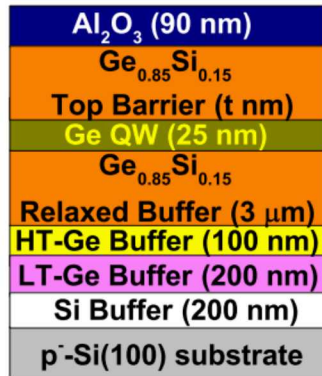 Al₂O₃ (90 nm)
Ge₀.₈₅Si₀.₁₅
Top Barrier (t nm)
Ge QW (25 nm)
Ge₀.₈₅Si₀.₁₅
Relaxed Buffer (3 μm)
HT-Ge Buffer (100 nm)
LT-Ge Buffer (200 nm)
Si Buffer (200 nm)
p⁻-Si(100) substrate